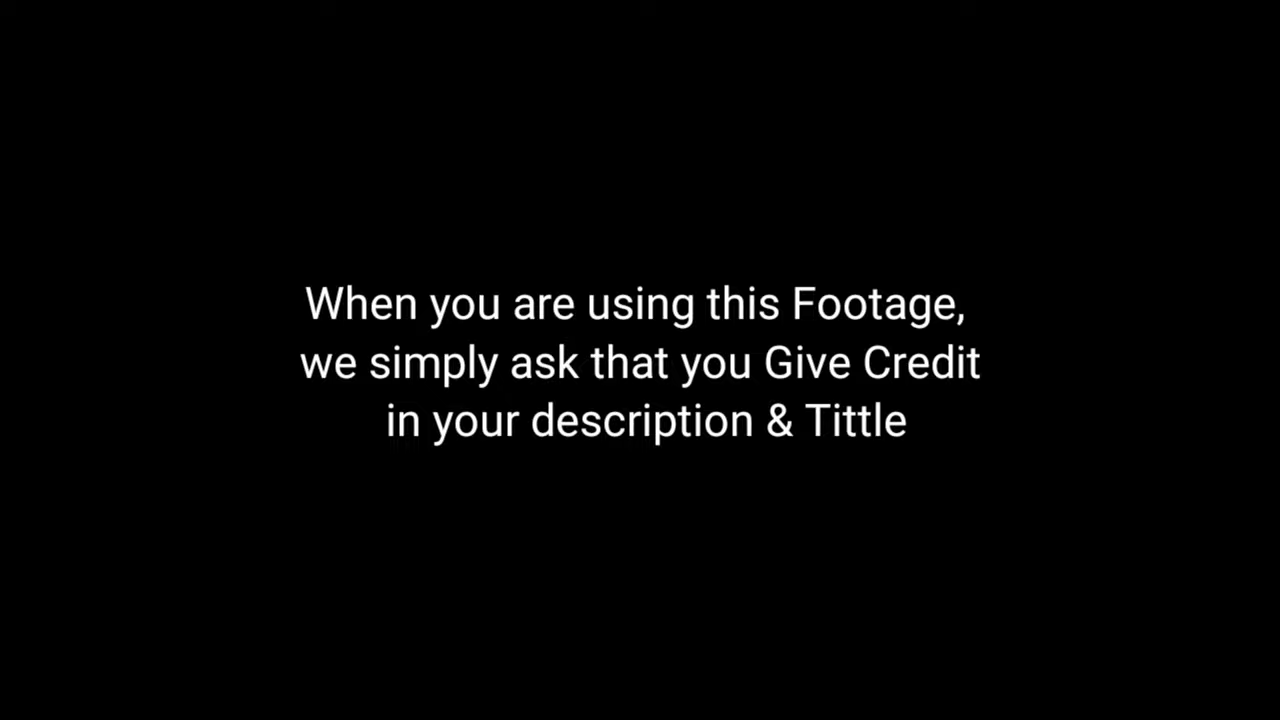 When you are using this Footage,
we simply ask that you Give Credit
in your description & Tittle